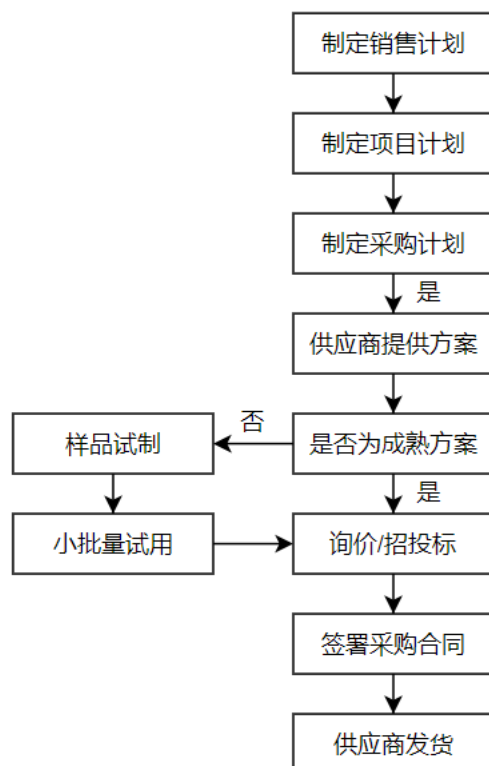 制定销售计划
制定项目计划
制定采购计划
是
供应商提供方案
否
样品试制
是否为成熟方案
是
小批量试用
询价/招投标
签署采购合同
供应商发货